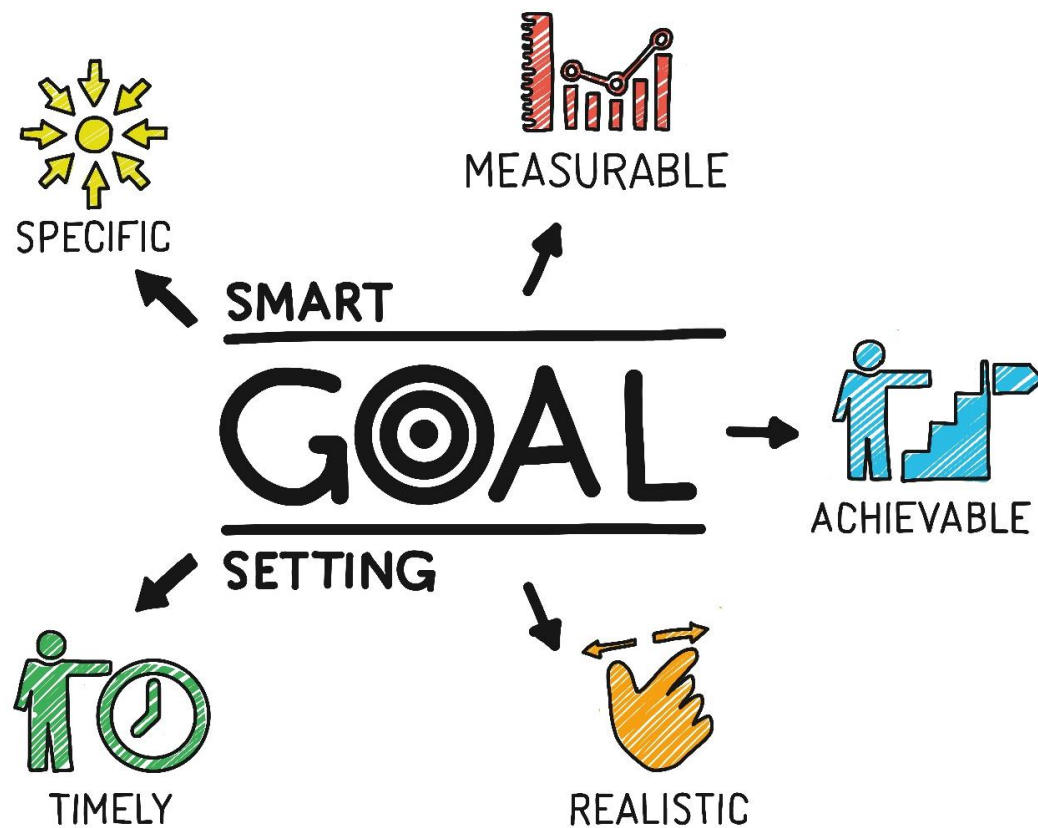 SPECIFIC
MEASURABLE
SMART
GOAL
SETTING
ACHIEVABLE
TIMELY
REALISTIC